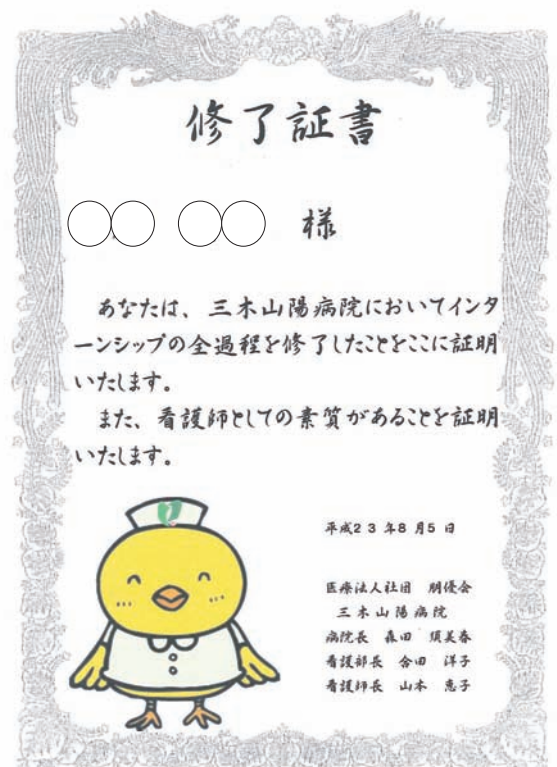 修了証書
○○ ○○ 様
あなたは、三木山陽病院においてインタ
ーンシップの全過程を修了したことをここに証明
いたします。
また、看護師としての素質があることを証明
いたします。
平成23年8月5日
医療法人社団 朋優会
三木山陽病院
病院長 森田 須美春
看護部長 合田 洋子
看護師長 山本 恵子